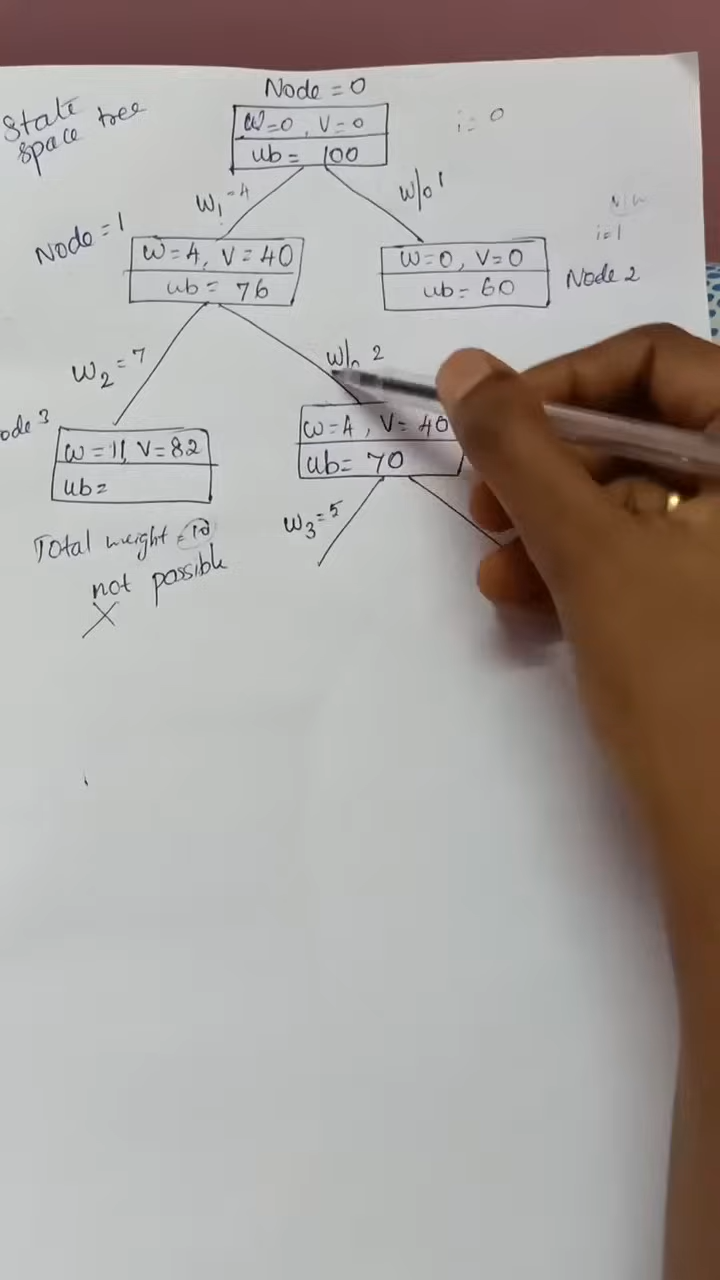 Node = 0
State
space tree
w=0, V=0
i= 0
ub= 100
w1=4
w/o 1
Node = 1
i=1
w=4, V=40
w=0, V=0
ub= 76
ub= 60
Node 2
w2=7
2
ode 3
w=4, V=40
w=11, V=82
ub= 70
ub=
w3=5
Total weight = 10
not possible
X